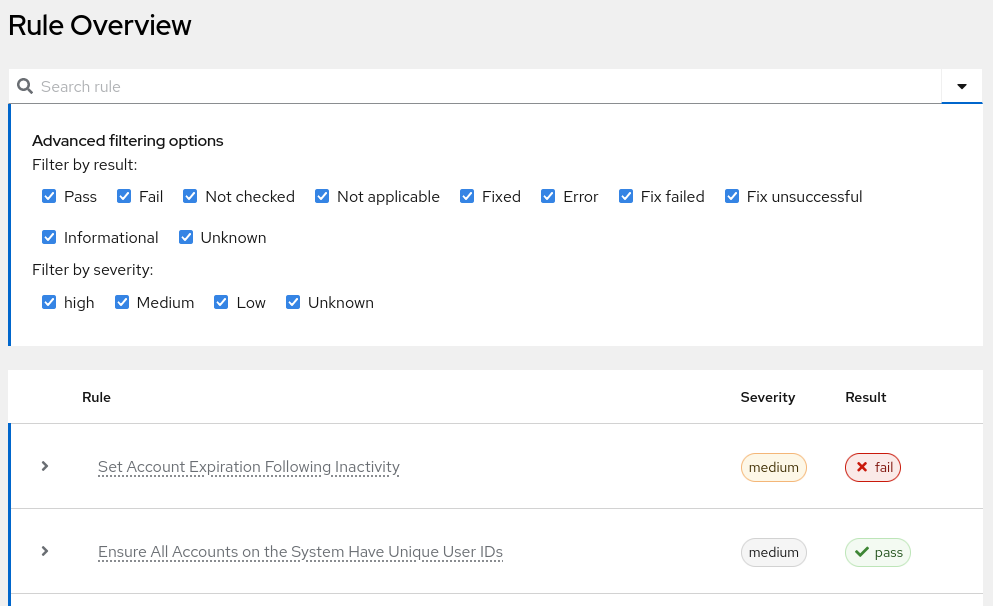 Rule Overview
Search rule
Advanced filtering options
Filter by result:
Pass Fail Not checked Not applicable Fixed Error Fix failed Fix unsuccessful
Informational Unknown
Filter by severity:
high Medium Low Unknown
Rule Severity Result
Set Account Expiration Following Inactivity medium fail
Ensure All Accounts on the System Have Unique User IDs medium pass